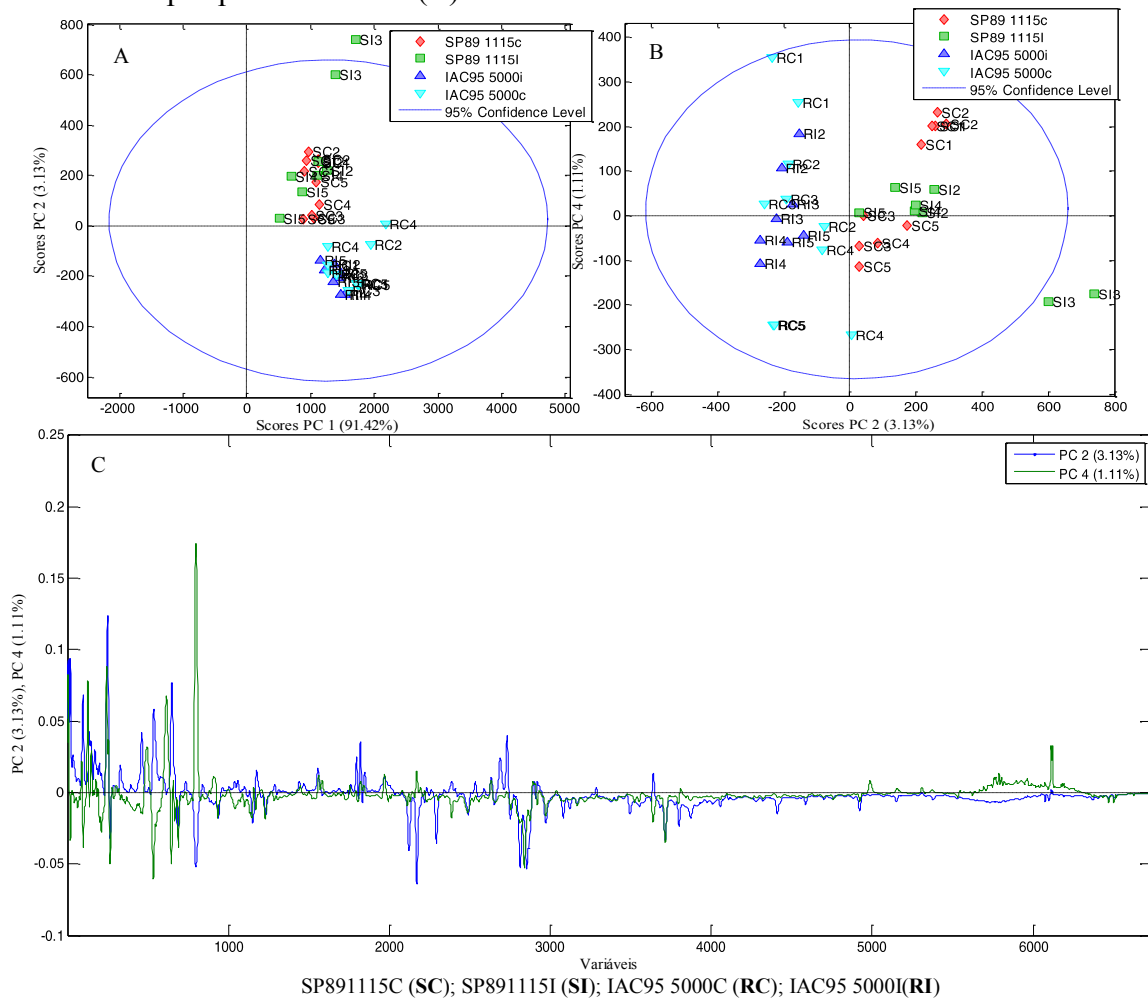 A
SP89 1115c
SP89 1115I
IAC95 5000i
IAC95 5000c
95% Confidence Level
800
600
400
200
0
-200
-400
-600
Scores PC 2 (3.13%)
SI3
SI3
SC2
SC5
SC4
SI5
SI5
RC4
RC4
RC2
RI5
-2000
-1000
0
1000
2000
3000
4000
5000
Scores PC 1 (91.42%)
B
SP89 1115c
SP89 1115I
IAC95 5000i
IAC95 5000c
95% Confidence Level
400
300
200
100
0
-100
-200
-300
-400
Scores PC 4 (1.11%)
RC1
RC1
RI2
RC2
RI2
RC3
RI3
RI3
RC2
RI4
RI5
RI5
RC4
RI4
RC5
RC4
SC2
SC2
SC1
SI5
SI2
SI4
SI5
SC3
SC5
SC4
SC3
SC5
SI3
SI3
-600
-400
-200
0
200
400
600
800
Scores PC 2 (3.13%)
C
PC 2 (3.13%)
PC 4 (1.11%)
0.25
0.2
0.15
0.1
0.05
0
-0.05
-0.1
PC 2 (3.13%), PC 4 (1.11%)
1000
2000
3000
4000
5000
6000
Variáveis
SP891115C (SC); SP891115I (SI); IAC95 5000C (RC); IAC95 5000I(RI)